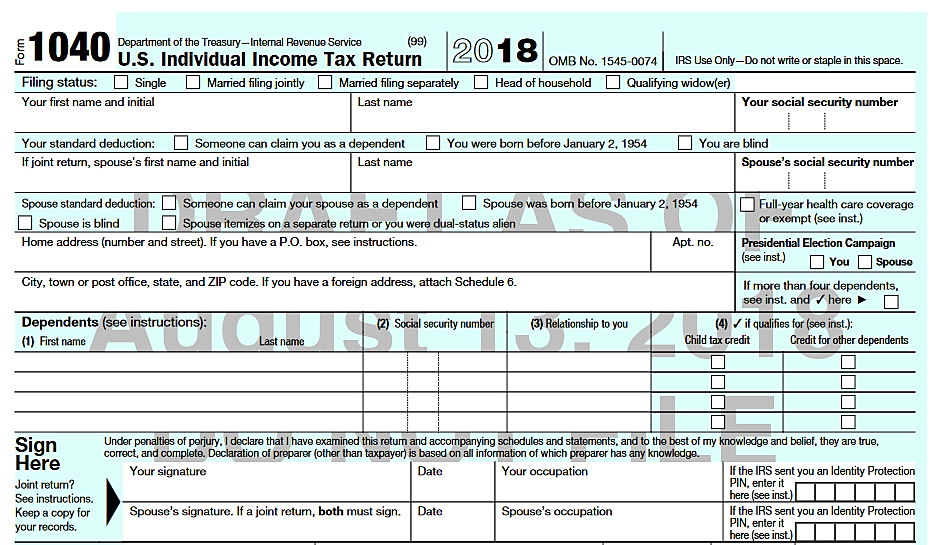 Form 1040 Department of the Treasury—Internal Revenue Service (99)
U.S. Individual Income Tax Return 2018 OMB No. 1545-0074 IRS Use Only—Do not write or staple in this space.
Filing status: Single Married filing jointly Married filing separately Head of household Qualifying widow(er)
Your first name and initial Last name Your social security number
Your standard deduction: Someone can claim you as a dependent You were born before January 2, 1954 You are blind
If joint return, spouse's first name and initial Last name Spouse's social security number
DRAFT AS OF
Spouse standard deduction: Someone can claim your spouse as a dependent Spouse was born before January 2, 1954 Full-year health care coverage
Spouse is blind Spouse itemizes on a separate return or you were dual-status alien or exempt (see inst.)
Home address (number and street). If you have a P.O. box, see instructions. Apt. no. Presidential Election Campaign
(see inst.) You Spouse
City, town or post office, state, and ZIP code. If you have a foreign address, attach Schedule 6. If more than four dependents,
see inst. and ✓ here ►
August 13, 2018
Dependents (see instructions): (2) Social security number (3) Relationship to you (4) ✓ if qualifies for (see inst.):
(1) First name Last name Child tax credit Credit for other dependents
DO NOT FILE
Sign Here
Under penalties of perjury, I declare that I have examined this return and accompanying schedules and statements, and to the best of my knowledge and belief, they are true,
correct, and complete. Declaration of preparer (other than taxpayer) is based on all information of which preparer has any knowledge.
Joint return?
See instructions.
Keep a copy for
your records.
Your signature Date Your occupation If the IRS sent you an Identity Protection
PIN, enter it
here (see inst.)
Spouse's signature. If a joint return, both must sign. Date Spouse's occupation If the IRS sent you an Identity Protection
PIN, enter it
here (see inst.)